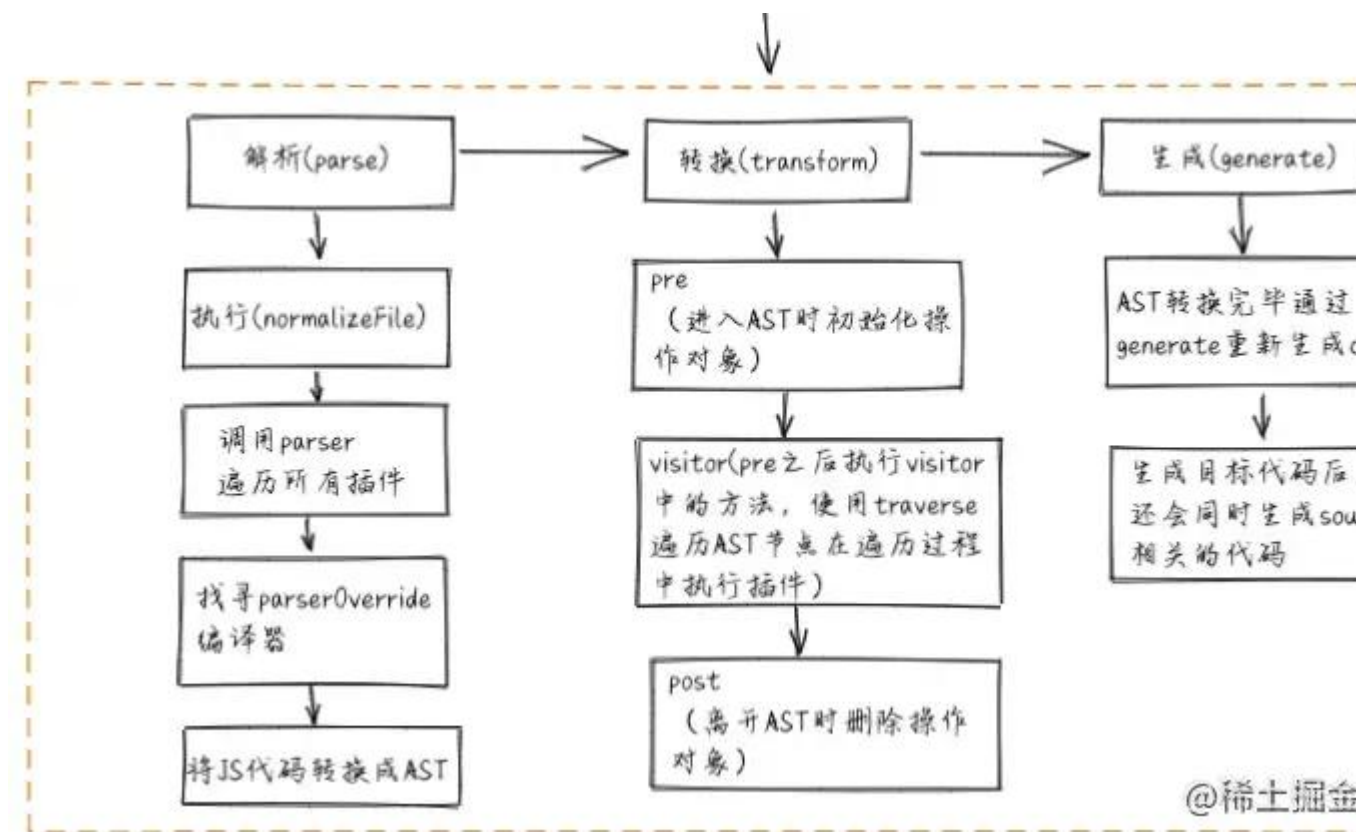 解析(parse)
转换(transform)
生成(generate)
执行(normalizeFile)
调用parser
遍历所有插件
找寻parserOverride
编译器
将JS代码转换成AST
pre
(进入AST时初始化操
作对象)
visitor(pre之后执行visitor
中的方法，使用traverse
遍历AST节点在遍历过程
中执行插件)
post
(离开AST时删除操作
对象)
AST转换完毕通过
generate重新生成c
生成目标代码后
还会同时生成sou
相关的代码
@稀土掘金